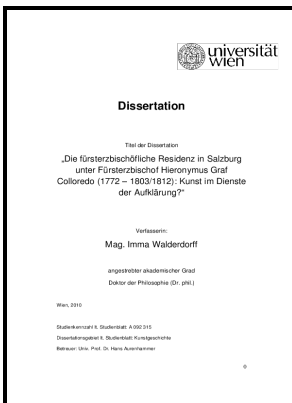 universität
wien
Dissertation
Titel der Dissertation
„Die fürsterzbischöfliche Residenz in Salzburg
unter Fürsterzbischof Hieronymus Graf
Colloredo (1772 – 1803/1812): Kunst im Dienste
der Aufklärung?“
Verfasserin:
Mag. Imma Walderdorff
angestrebter akademischer Grad
Doktor der Philosophie (Dr. phil.)
Wien, 2010
Studienkennzahl lt. Studienblatt: A 092 315
Dissertationsgebiet lt. Studienblatt: Kunstgeschichte
Betreuer: Univ. Prof. Dr. Hans Aurenhammer